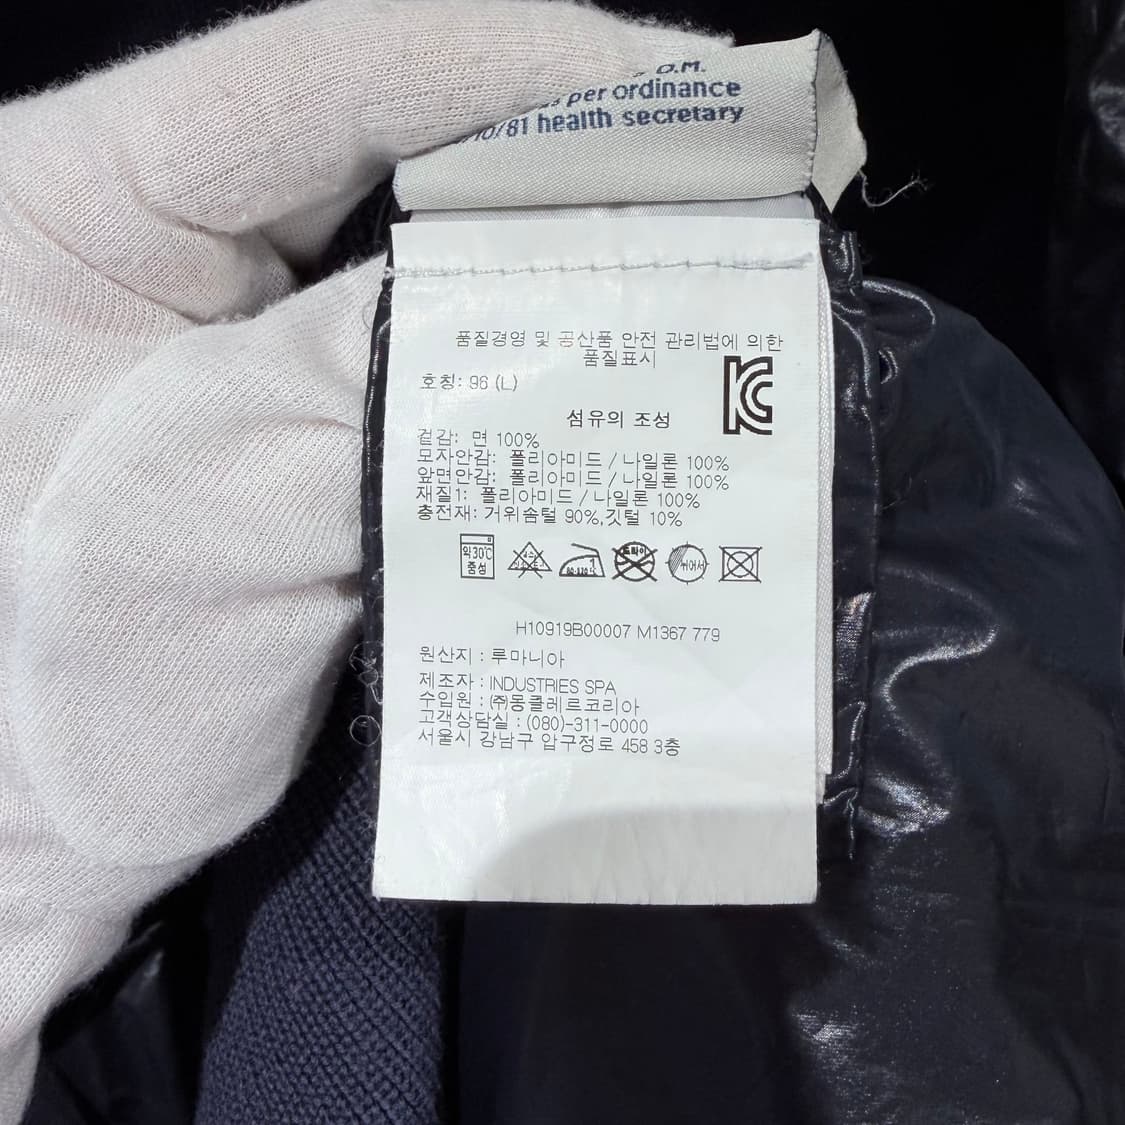 O.M.
per ordinance
10/81 health secretary
품질경영 및 공산품 안전 관리법에 의한
품질표시
호칭: 96 (L)
섬유의 조성
겉감: 면 100%
모자안감: 폴리아미드 / 나일론 100%
앞면안감: 폴리아미드 / 나일론 100%
재질1: 폴리아미드 / 나일론 100%
충전재: 거위솜털 90%,깃털 10%
약30℃
중성
H10919B00007 M1367 779
원산지 : 루마니아
제조자 : INDUSTRIES SPA
수입원 : ㈜몽클레르코리아
고객상담실 : (080)-311-0000
서울시 강남구 압구정로 458 3층